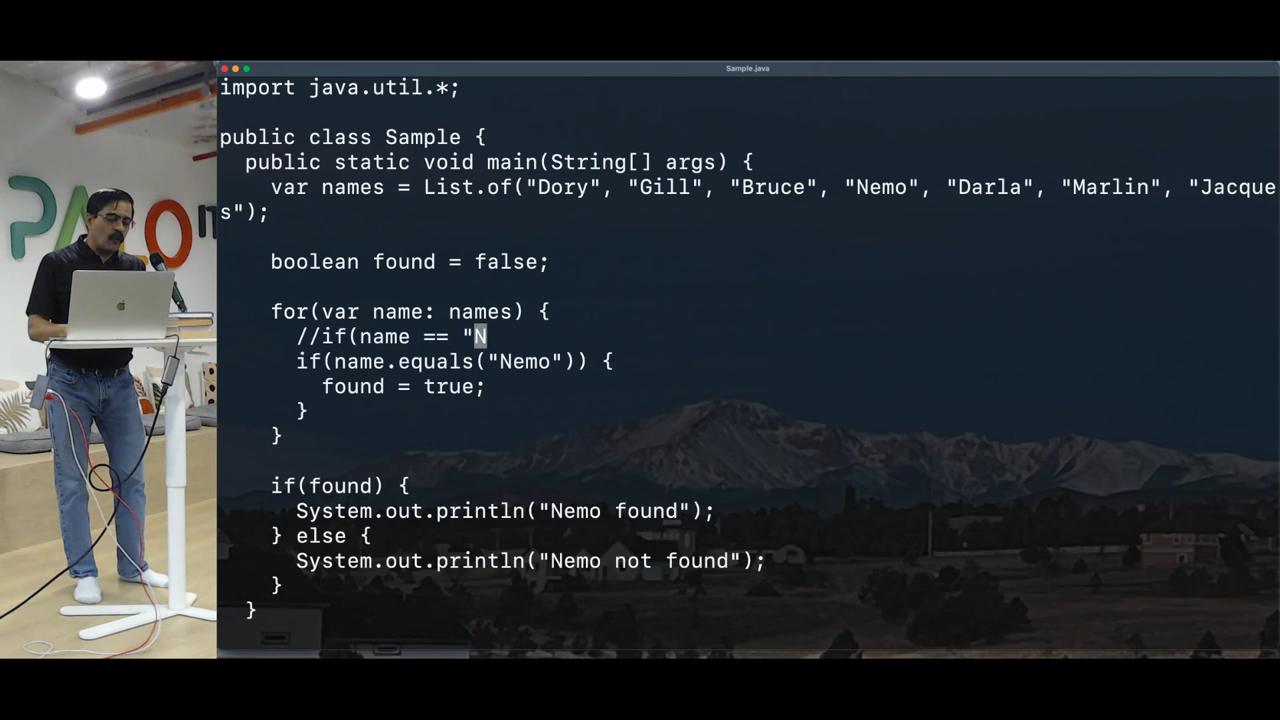 PALO IT
Sample.java
import java.util.*;
public class Sample {
public static void main(String[] args) {
var names = List.of("Dory", "Gill", "Bruce", "Nemo", "Darla", "Marlin", "Jacque
s");
boolean found = false;
for(var name: names) {
//if(name == "N
if(name.equals("Nemo")) {
found = true;
}
}
if(found) {
System.out.println("Nemo found");
} else {
System.out.println("Nemo not found");
}
}